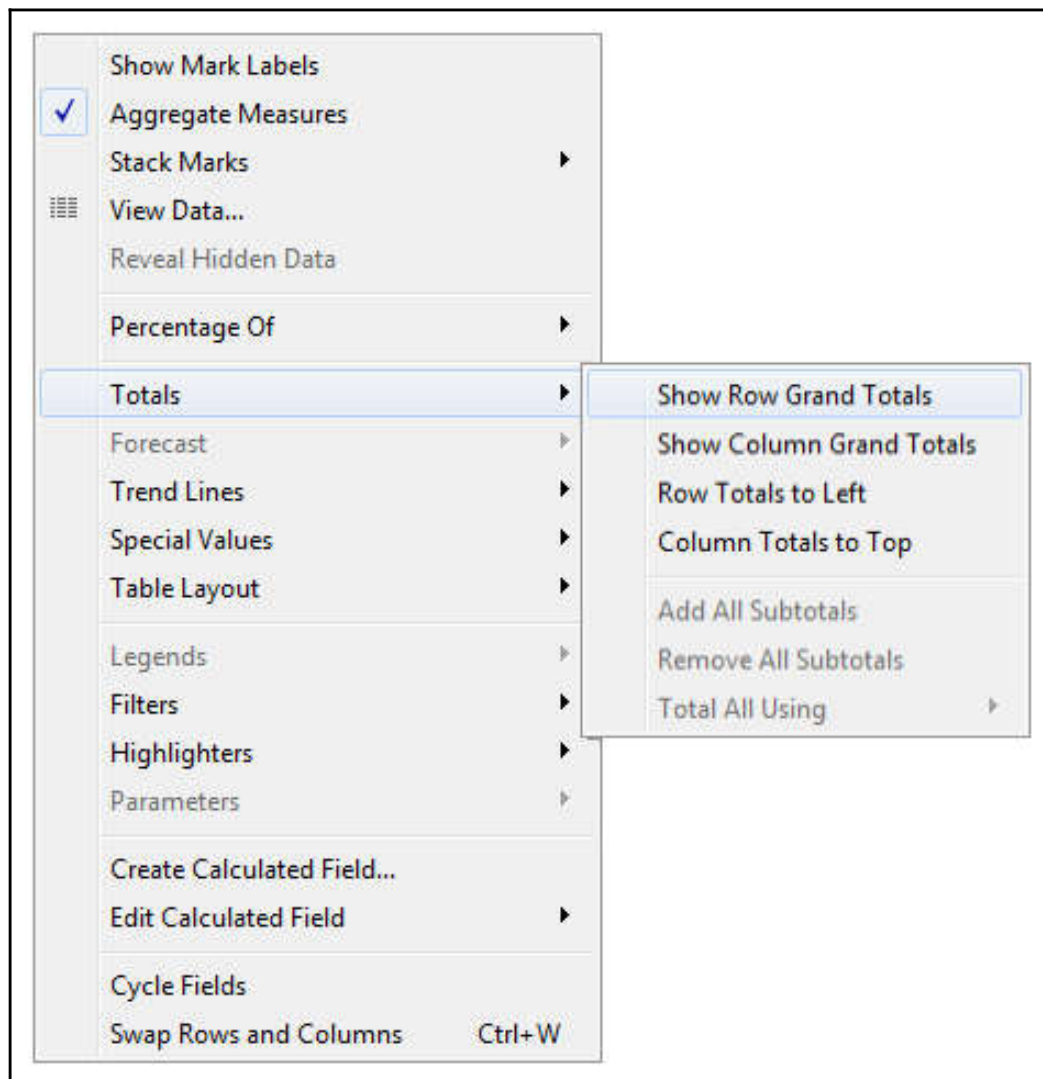 Show Mark Labels
Aggregate Measures
Stack Marks
View Data...
Reveal Hidden Data
Percentage Of
Totals
Forecast
Trend Lines
Special Values
Table Layout
Legends
Filters
Highlighters
Parameters
Create Calculated Field...
Edit Calculated Field
Cycle Fields
Swap Rows and Columns Ctrl+W
Show Row Grand Totals
Show Column Grand Totals
Row Totals to Left
Column Totals to Top
Add All Subtotals
Remove All Subtotals
Total All Using